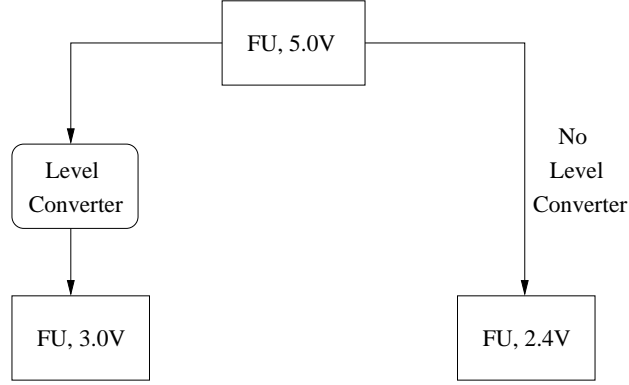 FU, 5.0V
Level
Converter
No
Level
Converter
FU, 3.0V
FU, 2.4V